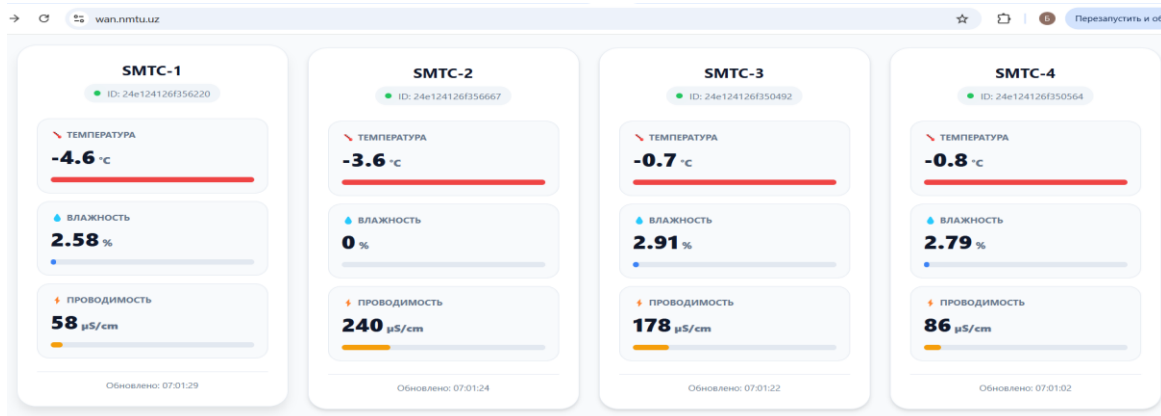 wan.nmtu.uz
Б
Перезапустить и об
SMTC-1
ID: 24e124126f356220
ТЕМПЕРАТУРА
-4.6 °C
ВЛАЖНОСТЬ
2.58 %
ПРОВОДИМОСТЬ
58 µS/cm
Обновлено: 07:01:29
SMTC-2
ID: 24e124126f356667
ТЕМПЕРАТУРА
-3.6 °C
ВЛАЖНОСТЬ
0 %
ПРОВОДИМОСТЬ
240 µS/cm
Обновлено: 07:01:24
SMTC-3
ID: 24e124126f350492
ТЕМПЕРАТУРА
-0.7 °C
ВЛАЖНОСТЬ
2.91 %
ПРОВОДИМОСТЬ
178 µS/cm
Обновлено: 07:01:22
SMTC-4
ID: 24e124126f350564
ТЕМПЕРАТУРА
-0.8 °C
ВЛАЖНОСТЬ
2.79 %
ПРОВОДИМОСТЬ
86 µS/cm
Обновлено: 07:01:02